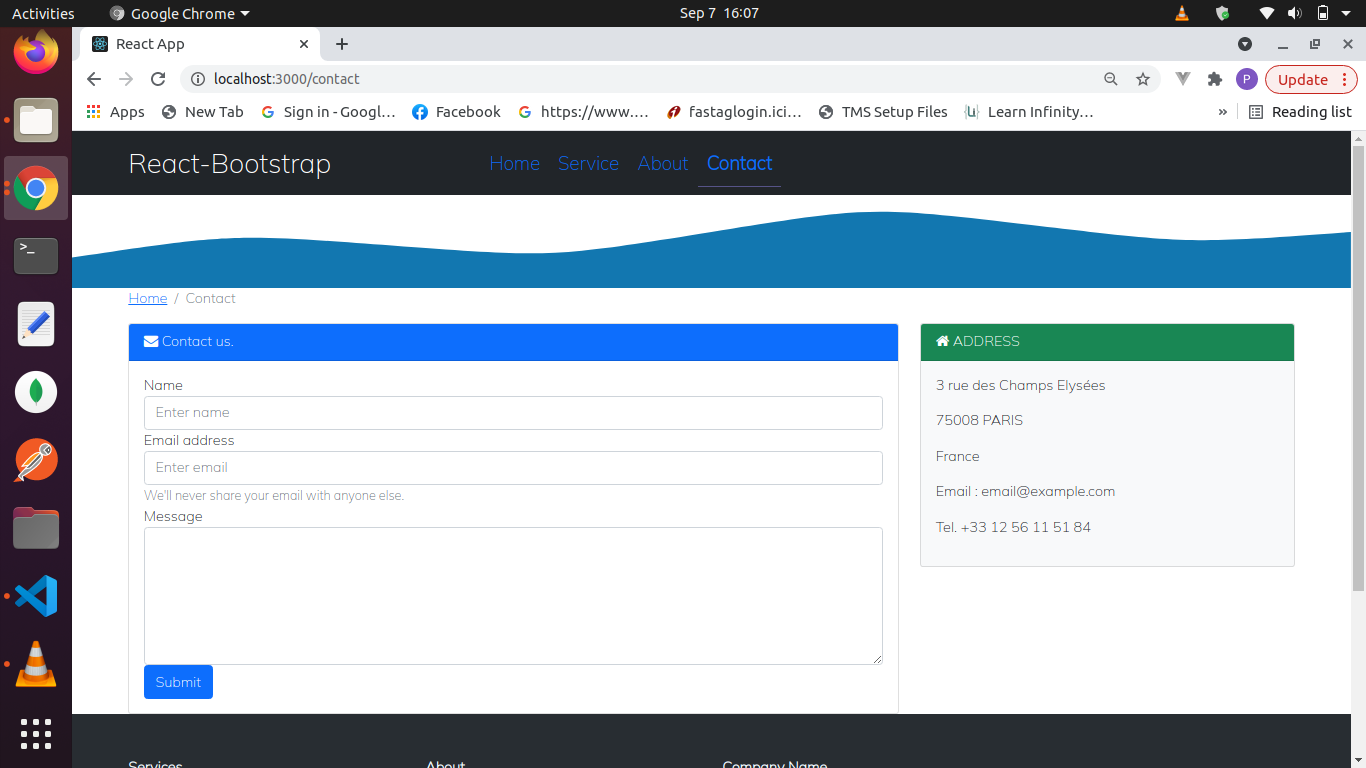 Activities Google Chrome Sep 7 16:07
React App
localhost:3000/contact P Update
Apps New Tab Sign in - Googl... Facebook https://www.... fastaglogin.ici... TMS Setup Files Learn Infinity... » Reading list
React-Bootstrap Home Service About Contact
Home / Contact
Contact us.
Name
Enter name
Email address
Enter email
We'll never share your email with anyone else.
Message
Submit
ADDRESS
3 rue des Champs Elysées
75008 PARIS
France
Email : email@example.com
Tel. +33 12 56 11 51 84
Services About Company Name